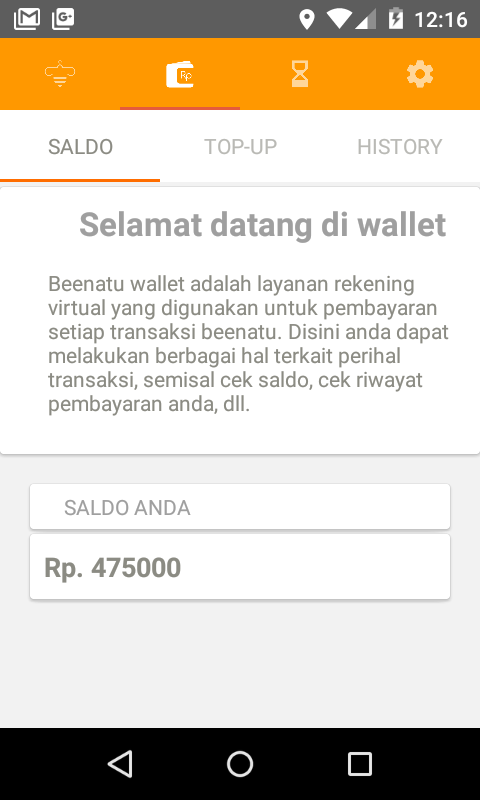 12:16
SALDO TOP-UP HISTORY
Selamat datang di wallet
Beenatu wallet adalah layanan rekening
virtual yang digunakan untuk pembayaran
setiap transaksi beenatu. Disini anda dapat
melakukan berbagai hal terkait perihal
transaksi, semisal cek saldo, cek riwayat
pembayaran anda, dll.
SALDO ANDA
Rp. 475000